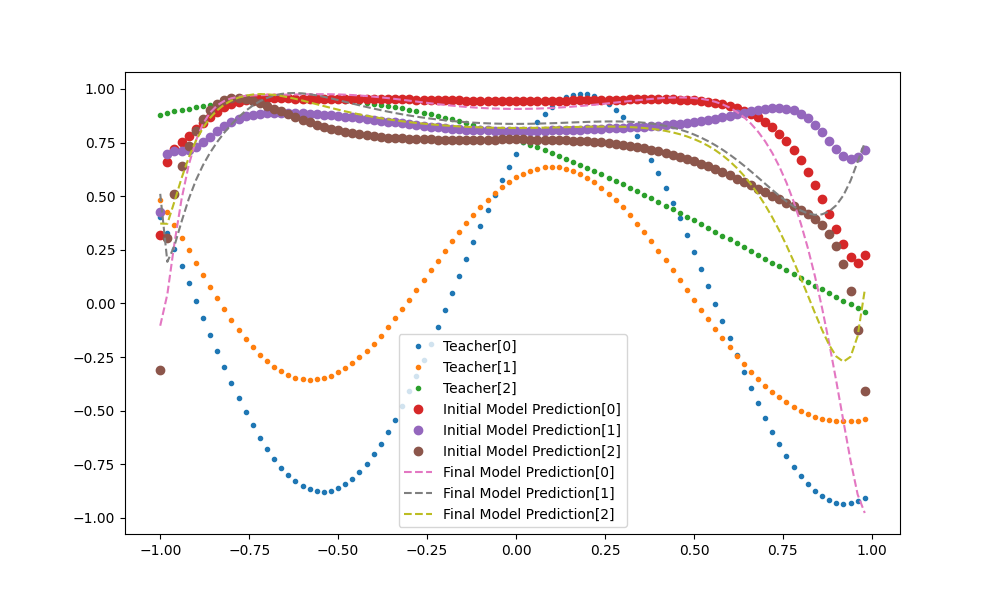 1.00
0.75
0.50
0.25
0.00
−0.25
−0.50
−0.75
−1.00
Teacher[0]
Teacher[1]
Teacher[2]
Initial Model Prediction[0]
Initial Model Prediction[1]
Initial Model Prediction[2]
Final Model Prediction[0]
Final Model Prediction[1]
Final Model Prediction[2]
−1.00 −0.75 −0.50 −0.25 0.00 0.25 0.50 0.75 1.00